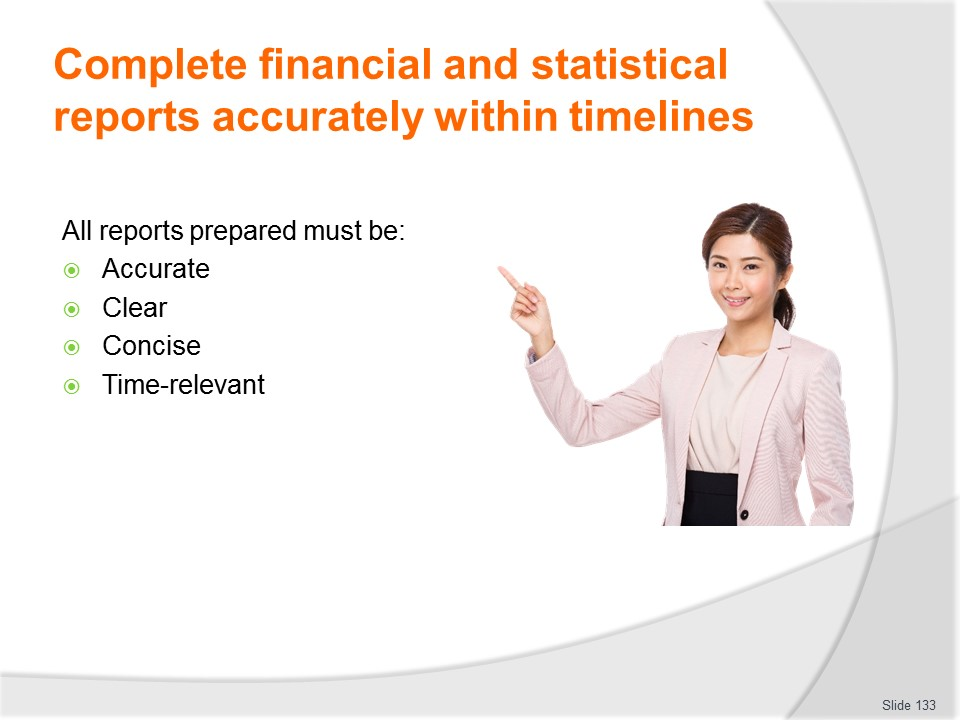 Complete financial and statistical
reports accurately within timelines
All reports prepared must be:
Accurate
Clear
Concise
Time-relevant
Slide 133